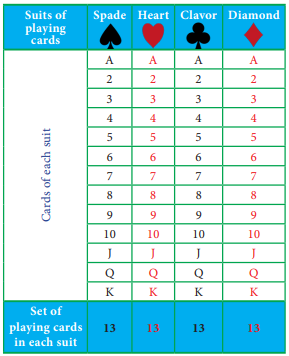 Suits of playing cards Spade Heart Clavor Diamond
Cards of each suit
A A A A
2 2 2 2
3 3 3 3
4 4 4 4
5 5 5 5
6 6 6 6
7 7 7 7
8 8 8 8
9 9 9 9
10 10 10 10
J J J J
Q Q Q Q
K K K K
Set of playing cards in each suit 13 13 13 13